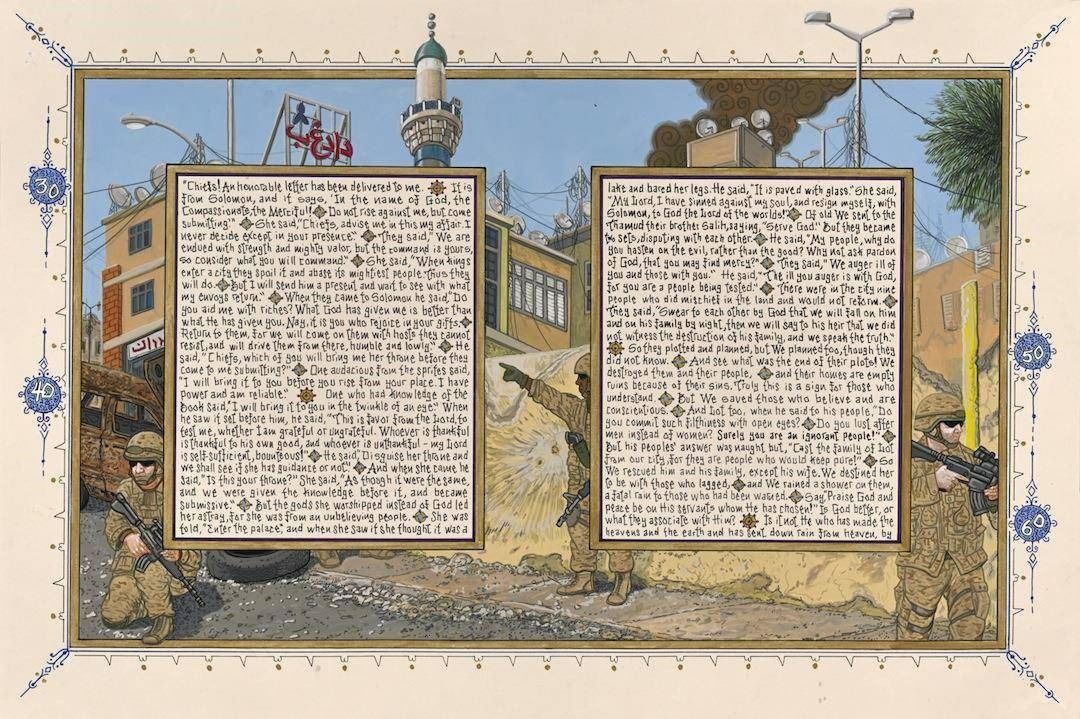 دادغب
30
40
"Chiefs! An honorable letter has been delivered to me. It is
from Solomon, and it says, 'In the name of God, the
Compassionate, the Merciful! Do not rise against me, but come
submitting.'" She said, "Chiefs, advise me in this my affair. I
never decide except in your presence." They said, "We are
endued with strength and mighty valor, but the command is yours,
so consider what you will command." She said, "When kings
enter a city they spoil it and abase its mightiest people. Thus they
will do. But I will send them a present and wait to see with what
my envoys return." When they came to Solomon he said, "Do
you aid me with riches? What God has given me is better than
what He has given you. Nay, it is you who rejoice in your gifts.
Return to them, for we will come on them with hosts they cannot
resist, and will drive them from there, humble and lowly." He
said, "Chiefs, which of you will bring me her throne before they
come to me submitting?" One audacious from the sprites said,
"I will bring it to you before you rise from your place. I have
power and am reliable." One who had knowledge of the
Book said, "I will bring it to you in the twinkle of an eye." When
he saw it set before him, he said, "This is favor from the Lord, to
test me, whether I am grateful or ungrateful. Whoever is thankful
is thankful to his own good, and whoever is unthankful – my Lord
is self-sufficient, bounteous!" He said, "Disguise her throne and
we shall see if she has guidance or not." And when she came he
said, "Is this your throne?" She said, "As though it were the same,
and we were given the knowledge before it, and became
submissive." But the gods she worshipped instead of God led
her astray, for she was from an unbelieving people. She was
told, "Enter the palace," and when she saw it she thought it was a
lake and bared her legs. He said, "It is paved with glass." She said,
"My Lord, I have sinned against my soul, and resign myself, with
Solomon, to God the Lord of the worlds!" Of old We sent to the
Thamud their brother Salih, saying, "Serve God." But they became
two sets, disputing with each other. He said, "My people, why do
you hasten on the evil, rather than the good? Why not ask pardon
of God, that you may find mercy?" They said, "We auger ill of
you and those with you." He said, "The ill you auger is with God,
for you are a people being tested." There were in the city nine
people who did mischief in the land and would not reform.
They said, "Swear to each other by God that we will fall on him
and on his family by night, then we will say to his heir that we did
not witness the destruction of his family, and we speak the truth."
So they plotted and planned, but We planned too, though they
did not know. And see what was the end of their plots! We
destroyed them and their people, and their homes are empty
ruins because of their sins. Truly this is a sign for those who
understand. But We saved those who believe and are
conscientious. And Lot too, when he said to his people, "Do
you commit such filthiness with open eyes? Do you lust after
men instead of women? Surely you are an ignorant people!"
But his peoples' answer was naught but, "Cast the family of Lot
from our city, for they are people who would keep pure!" So
We rescued him and his family, except his wife. We destined her
to be with those who lagged, and We rained a shower on them,
a fatal rain to those who had been warned. Say, "Praise God and
peace be on His servants whom He has chosen!" Is God better, or
what they associate with Him? Is it not He who has made the
heavens and the earth and has sent down rain from heaven, by
50
60